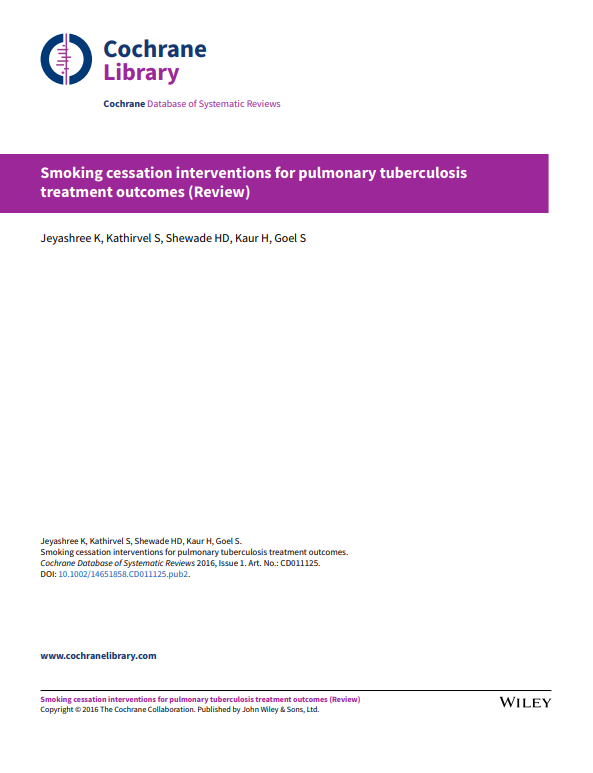 Cochrane
Library
Cochrane Database of Systematic Reviews
Smoking cessation interventions for pulmonary tuberculosis
treatment outcomes (Review)
Jeyashree K, Kathirvel S, Shewade HD, Kaur H, Goel S
Jeyashree K, Kathirvel S, Shewade HD, Kaur H, Goel S.
Smoking cessation interventions for pulmonary tuberculosis treatment outcomes.
Cochrane Database of Systematic Reviews 2016, Issue 1. Art. No.: CD011125.
DOI: 10.1002/14651858.CD011125.pub2.
www.cochranelibrary.com
Smoking cessation interventions for pulmonary tuberculosis treatment outcomes (Review)
Copyright © 2016 The Cochrane Collaboration. Published by John Wiley & Sons, Ltd.
WILEY